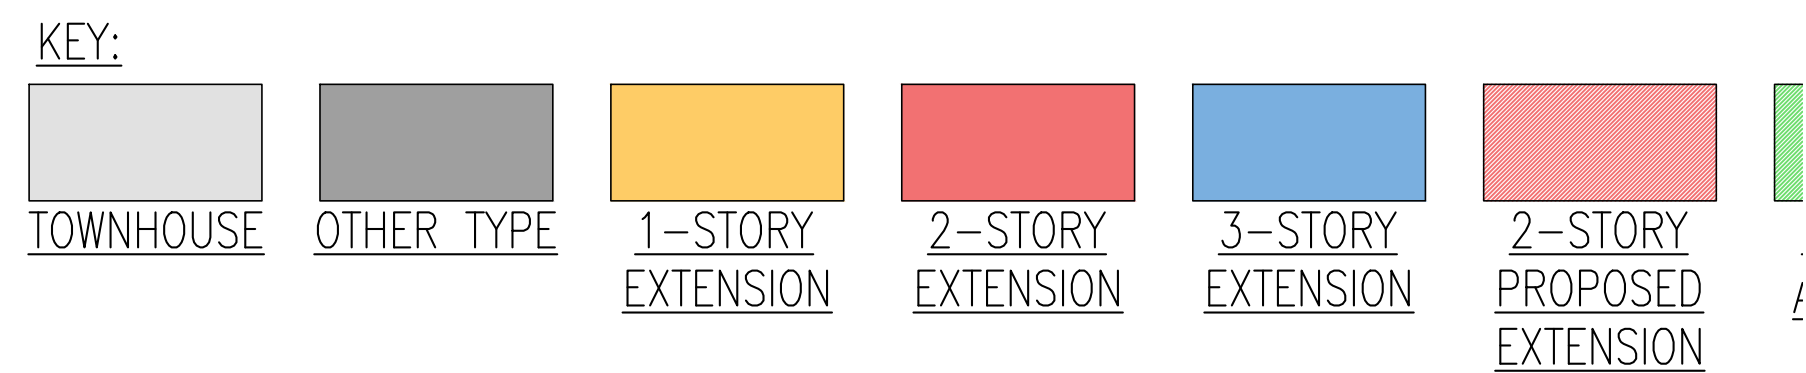 KEY:
TOWNHOUSE
OTHER TYPE
1-STORY
EXTENSION
2-STORY
EXTENSION
3-STORY
EXTENSION
2-STORY
PROPOSED
EXTENSION